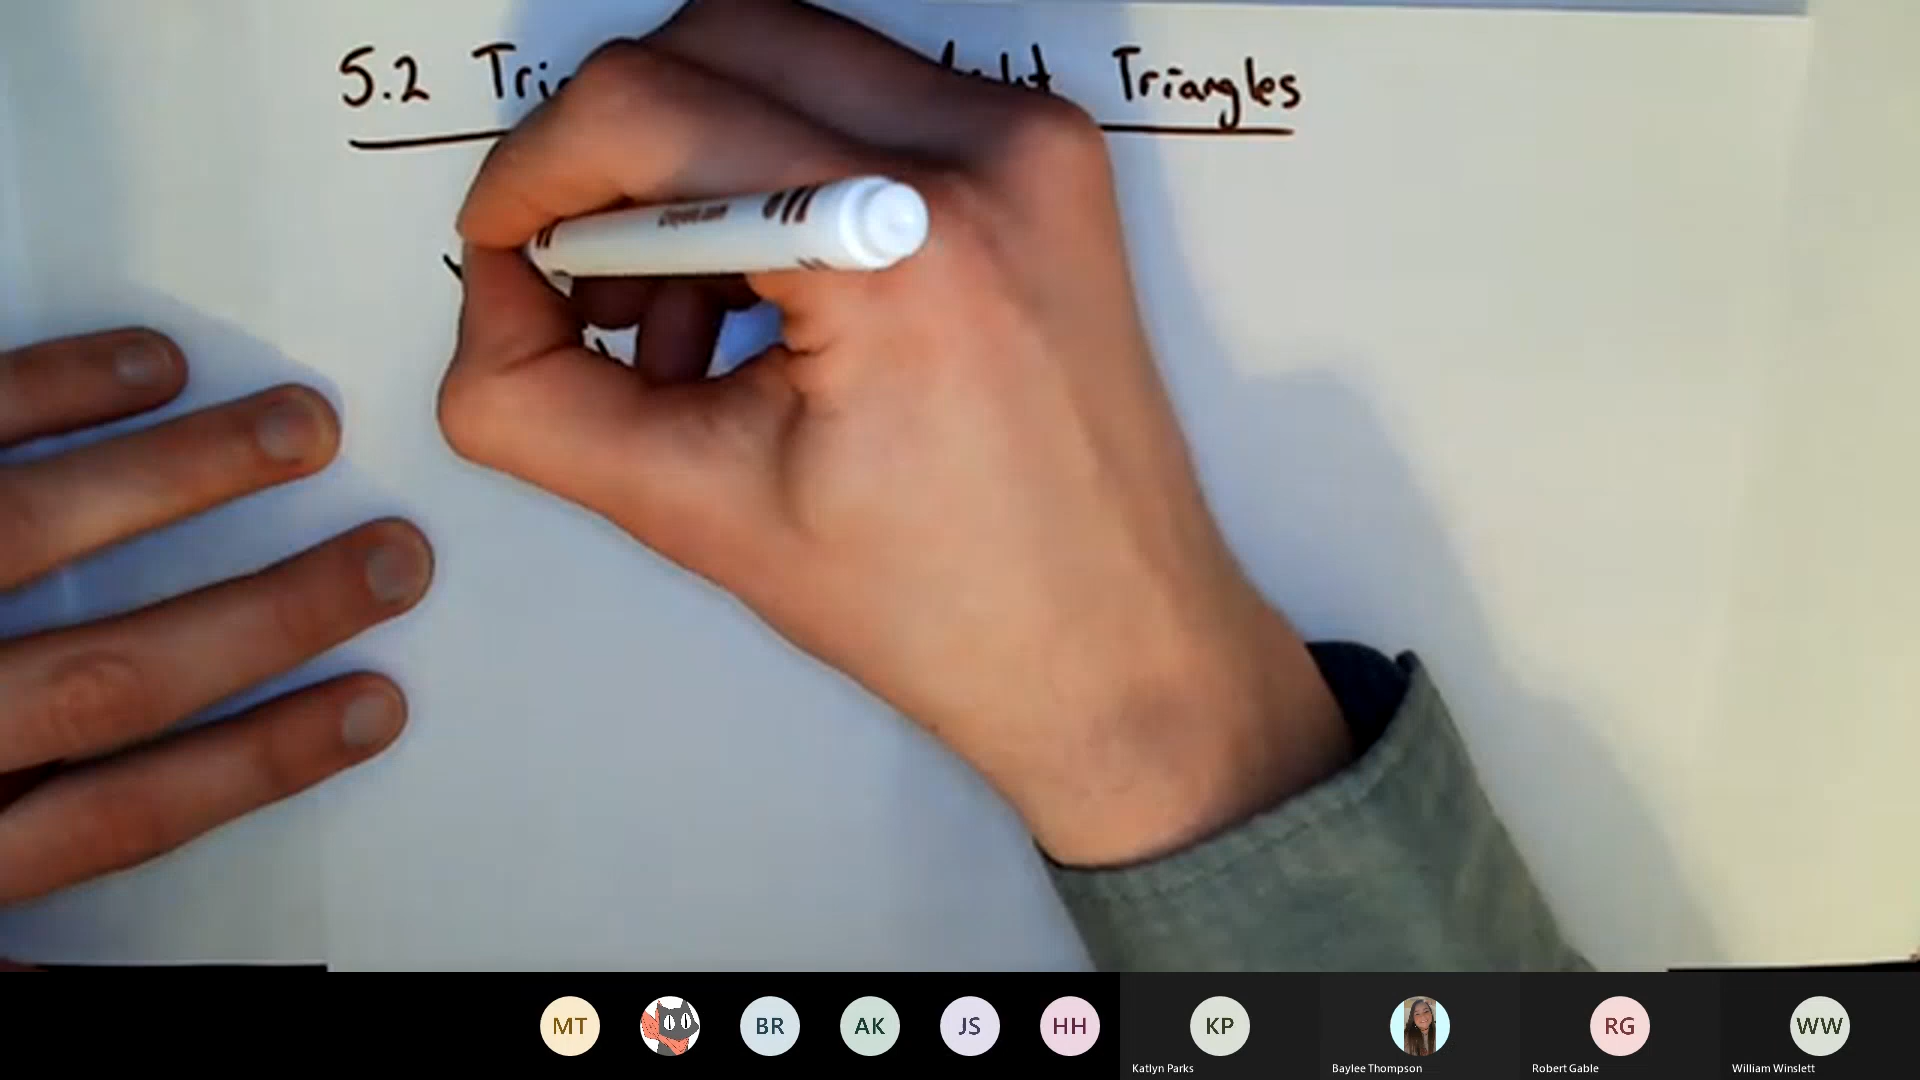 5.2 Triangles
MT BR AK JS HH KP RG WW
Katlyn Parks Baylee Thompson Robert Gable William Winslett